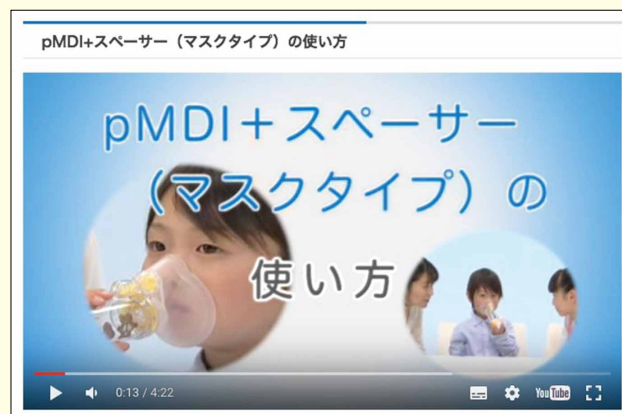 pMDI+スペーサー（マスクタイプ）の使い方
pMDI＋スペーサー
（マスクタイプ）の
使い方
0:13 / 4:22
YouTube